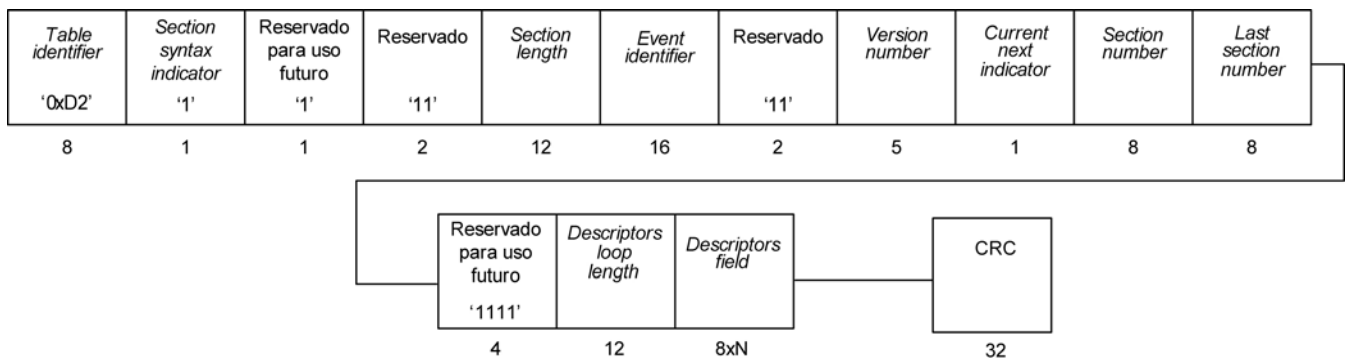 Table
identifier
'0xD2'
Section
syntax
indicator
'1'
Reservado
para uso
futuro
'1'
Reservado
'11'
Section
length
Event
identifier
Reservado
'11'
Version
number
Current
next
indicator
Section
number
Last
section
number
8
1
1
2
12
16
2
5
1
8
8
Reservado
para uso
futuro
'1111'
Descriptors
loop
length
Descriptors
field
CRC
4
12
8xN
32